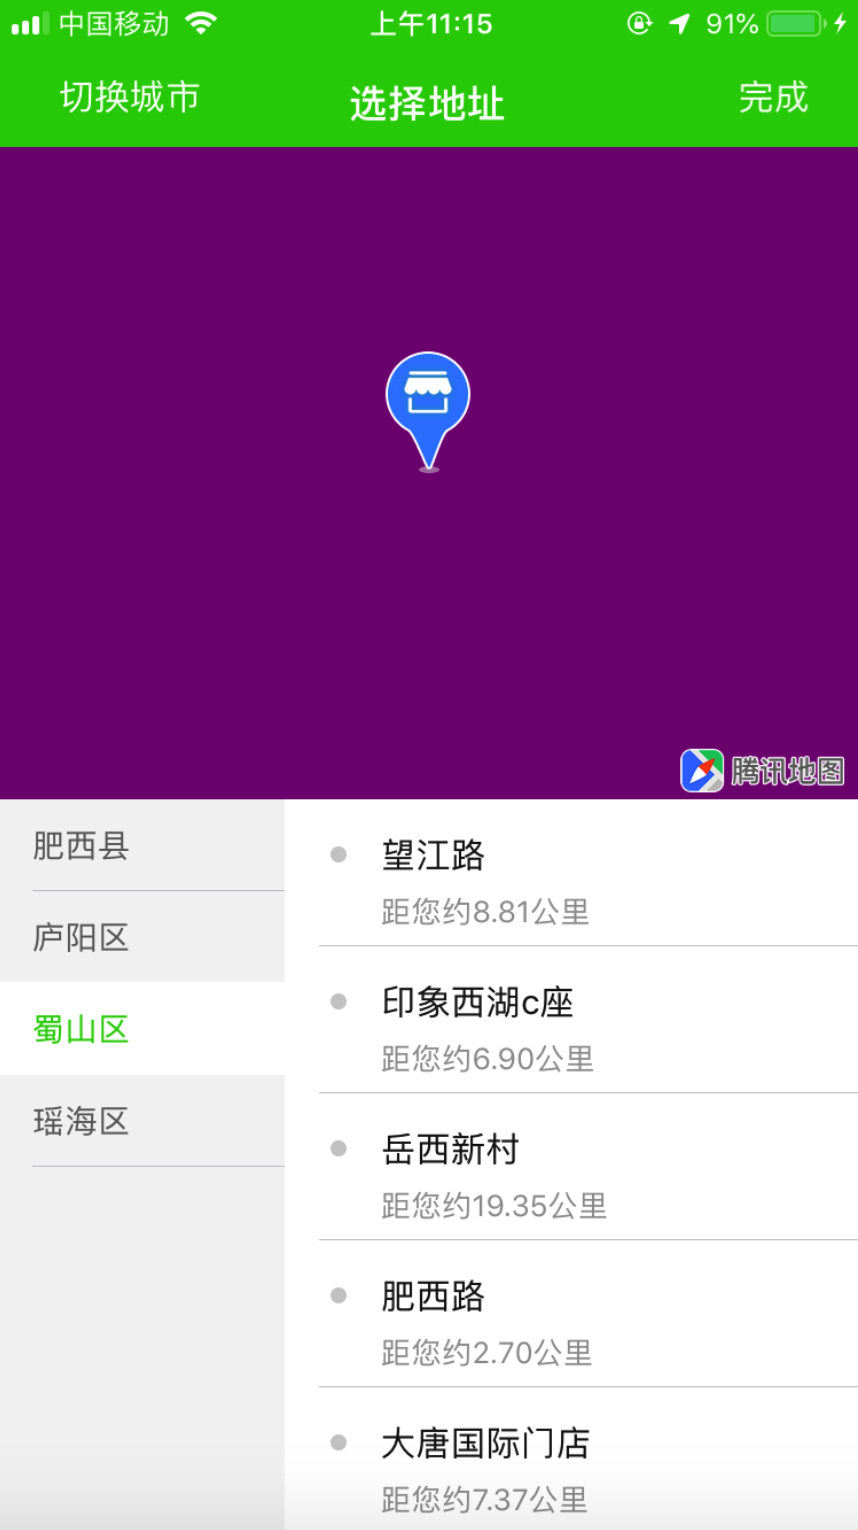 中国移动
上午11:15
91%
切换城市
选择地址
完成
腾讯地图
肥西县
庐阳区
蜀山区
瑶海区
望江路
距您约8.81公里
印象西湖c座
距您约6.90公里
岳西新村
距您约19.35公里
肥西路
距您约2.70公里
大唐国际门店
距您约7.37公里